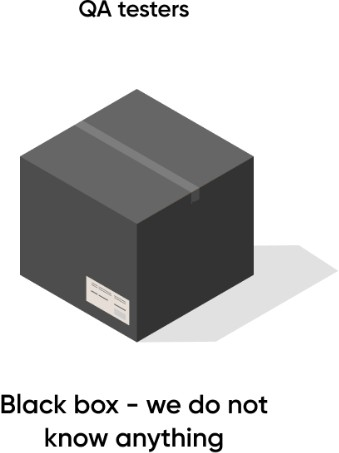 QA testers
Black box - we do not
know anything